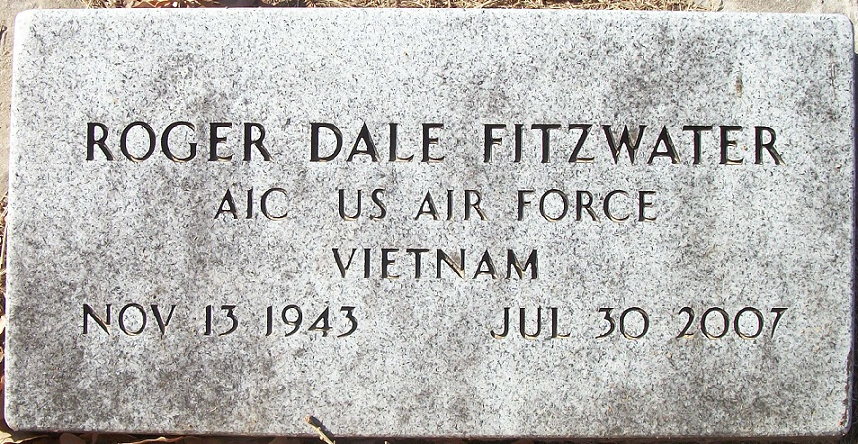 ROGER DALE FITZWATER
A1C US AIR FORCE
VIETNAM
NOV 13 1943 JUL 30 2007